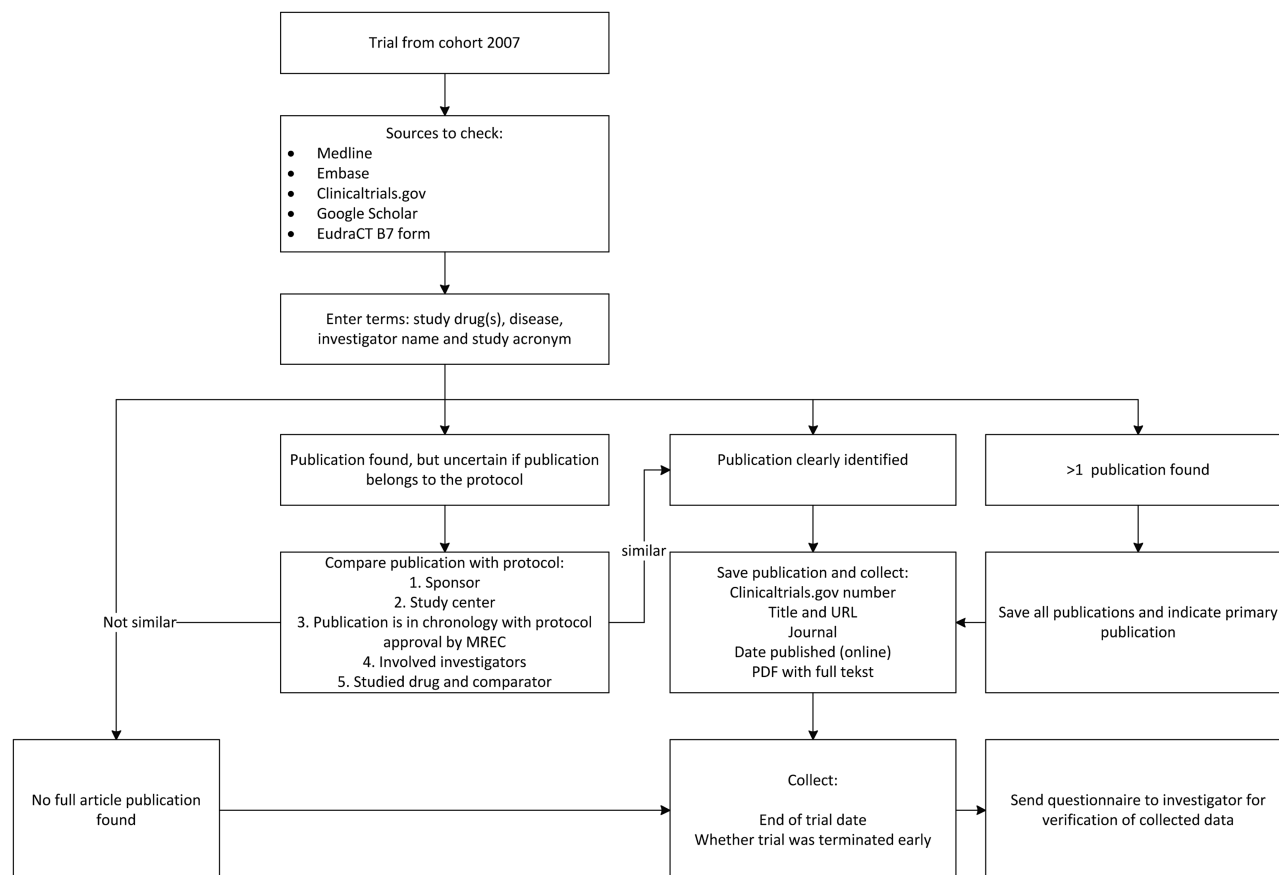 Trial from cohort 2007
Sources to check:
● Medline
● Embase
● Clinicaltrials.gov
● Google Scholar
● EudraCT B7 form
Enter terms: study drug(s), disease,
investigator name and study acronym
Publication found, but uncertain if publication
belongs to the protocol
Publication clearly identified
>1 publication found
Compare publication with protocol:
1. Sponsor
2. Study center
3. Publication is in chronology with protocol
approval by MREC
4. Involved investigators
5. Studied drug and comparator
similar
Not similar
Save publication and collect:
Clinicaltrials.gov number
Title and URL
Journal
Date published (online)
PDF with full tekst
Save all publications and indicate primary
publication
No full article publication
found
Collect:
End of trial date
Whether trial was terminated early
Send questionnaire to investigator for
verification of collected data